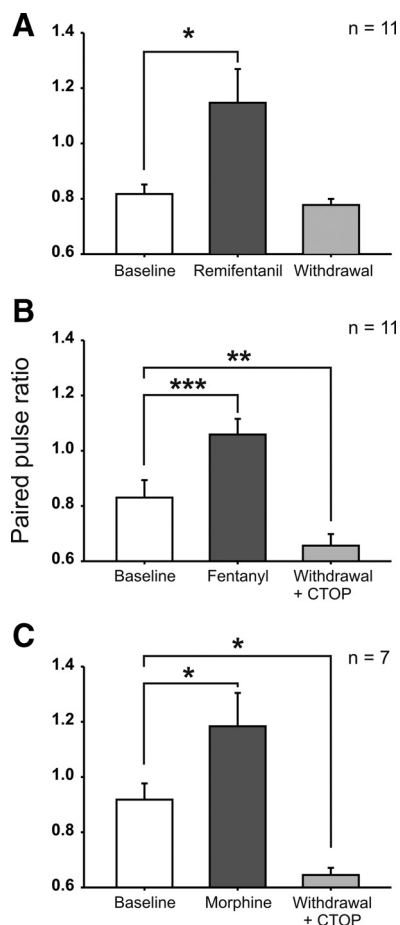 A
n = 11
*
1.4
1.2
1.0
0.8
0.6
Baseline Remifentanil Withdrawal
B
n = 11
**
***
1.4
1.2
1.0
0.8
0.6
Paired pulse ratio
Baseline Fentanyl Withdrawal
+ CTOP
C
n = 7
*
*
1.4
1.2
1.0
0.8
0.6
Baseline Morphine Withdrawal
+ CTOP